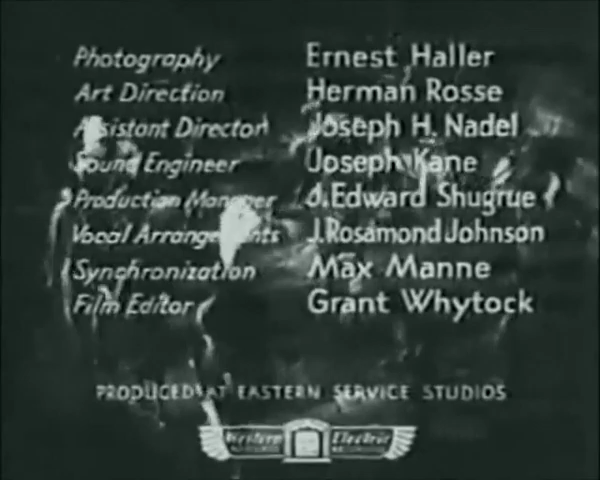 Photography Ernest Haller
Art Direction Herman Rosse
Assistant Director Joseph H. Nadel
Sound Engineer Joseph Kane
Production Manager J. Edward Shugrue
Vocal Arrangements J. Rosamond Johnson
Synchronization Max Manne
Film Editor Grant Whytock
PRODUCED AT EASTERN SERVICE STUDIOS
Western Electric